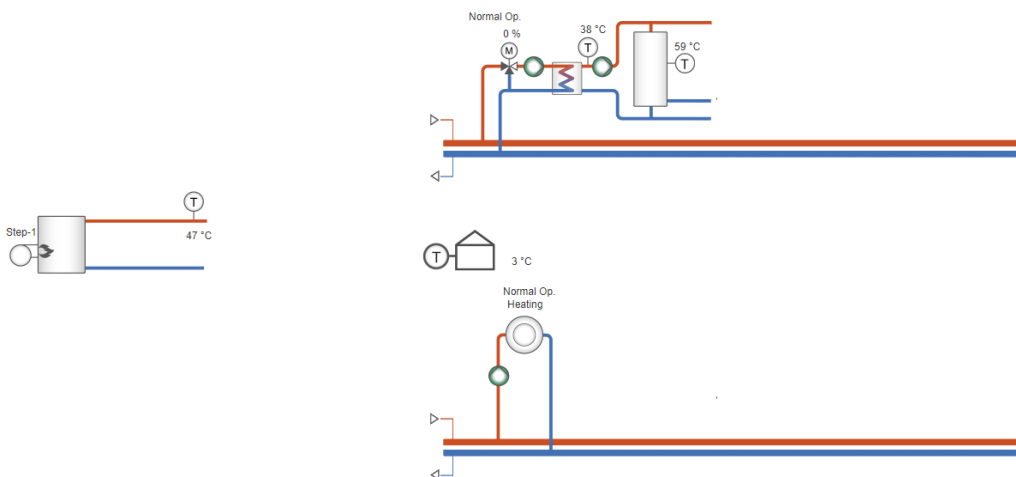 Normal Op.
0 %
M
38 °C
T
59 °C
T
T
Step-1
47 °C
T
3 °C
Normal Op.
Heating